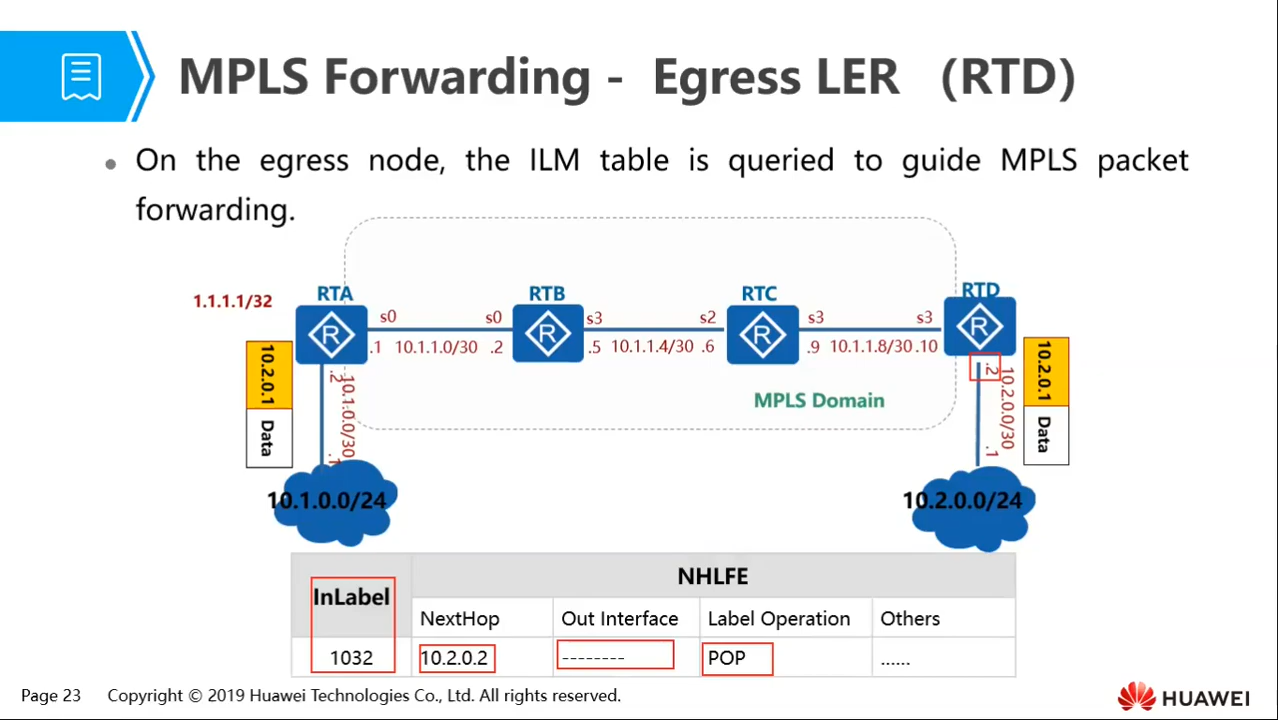 MPLS Forwarding - Egress LER (RTD)
• On the egress node, the ILM table is queried to guide MPLS packet
forwarding.
RTA
RTB
RTC
RTD
1.1.1.1/32
s0
s0
s3
s2
s3
s3
.1
10.1.1.0/30
.2
.5
10.1.1.4/30
.6
.9
10.1.1.8/30
.10
10.2.0.1
Data
.2
10.1.0.0/30
.1
MPLS Domain
.2
10.2.0.0/30
.1
10.2.0.1
Data
10.1.0.0/24
10.2.0.0/24
InLabel
NHLFE
NextHop
Out Interface
Label Operation
Others
1032
10.2.0.2
--------
POP
......
Page 23
Copyright © 2019 Huawei Technologies Co., Ltd. All rights reserved.
HUAWEI
R
R
R
R